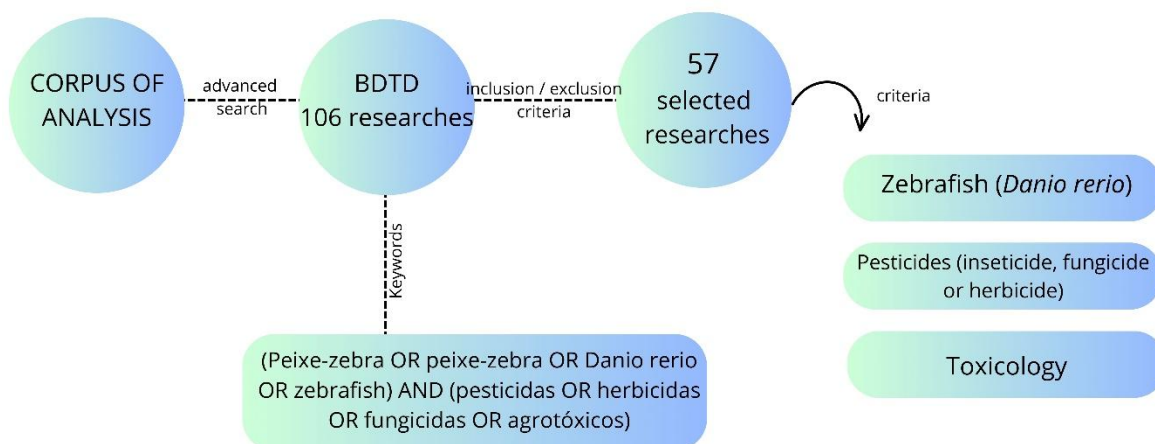 CORPUS OF
ANALYSIS
advanced
search
BDTD
106 researches
inclusion / exclusion
criteria
57
selected
researches
criteria
Zebrafish (Danio rerio)
Pesticides (inseticide, fungicide
or herbicide)
Toxicology
Keywords
(Peixe-zebra OR peixe-zebra OR Danio rerio
OR zebrafish) AND (pesticidas OR herbicidas
OR fungicidas OR agrotóxicos)